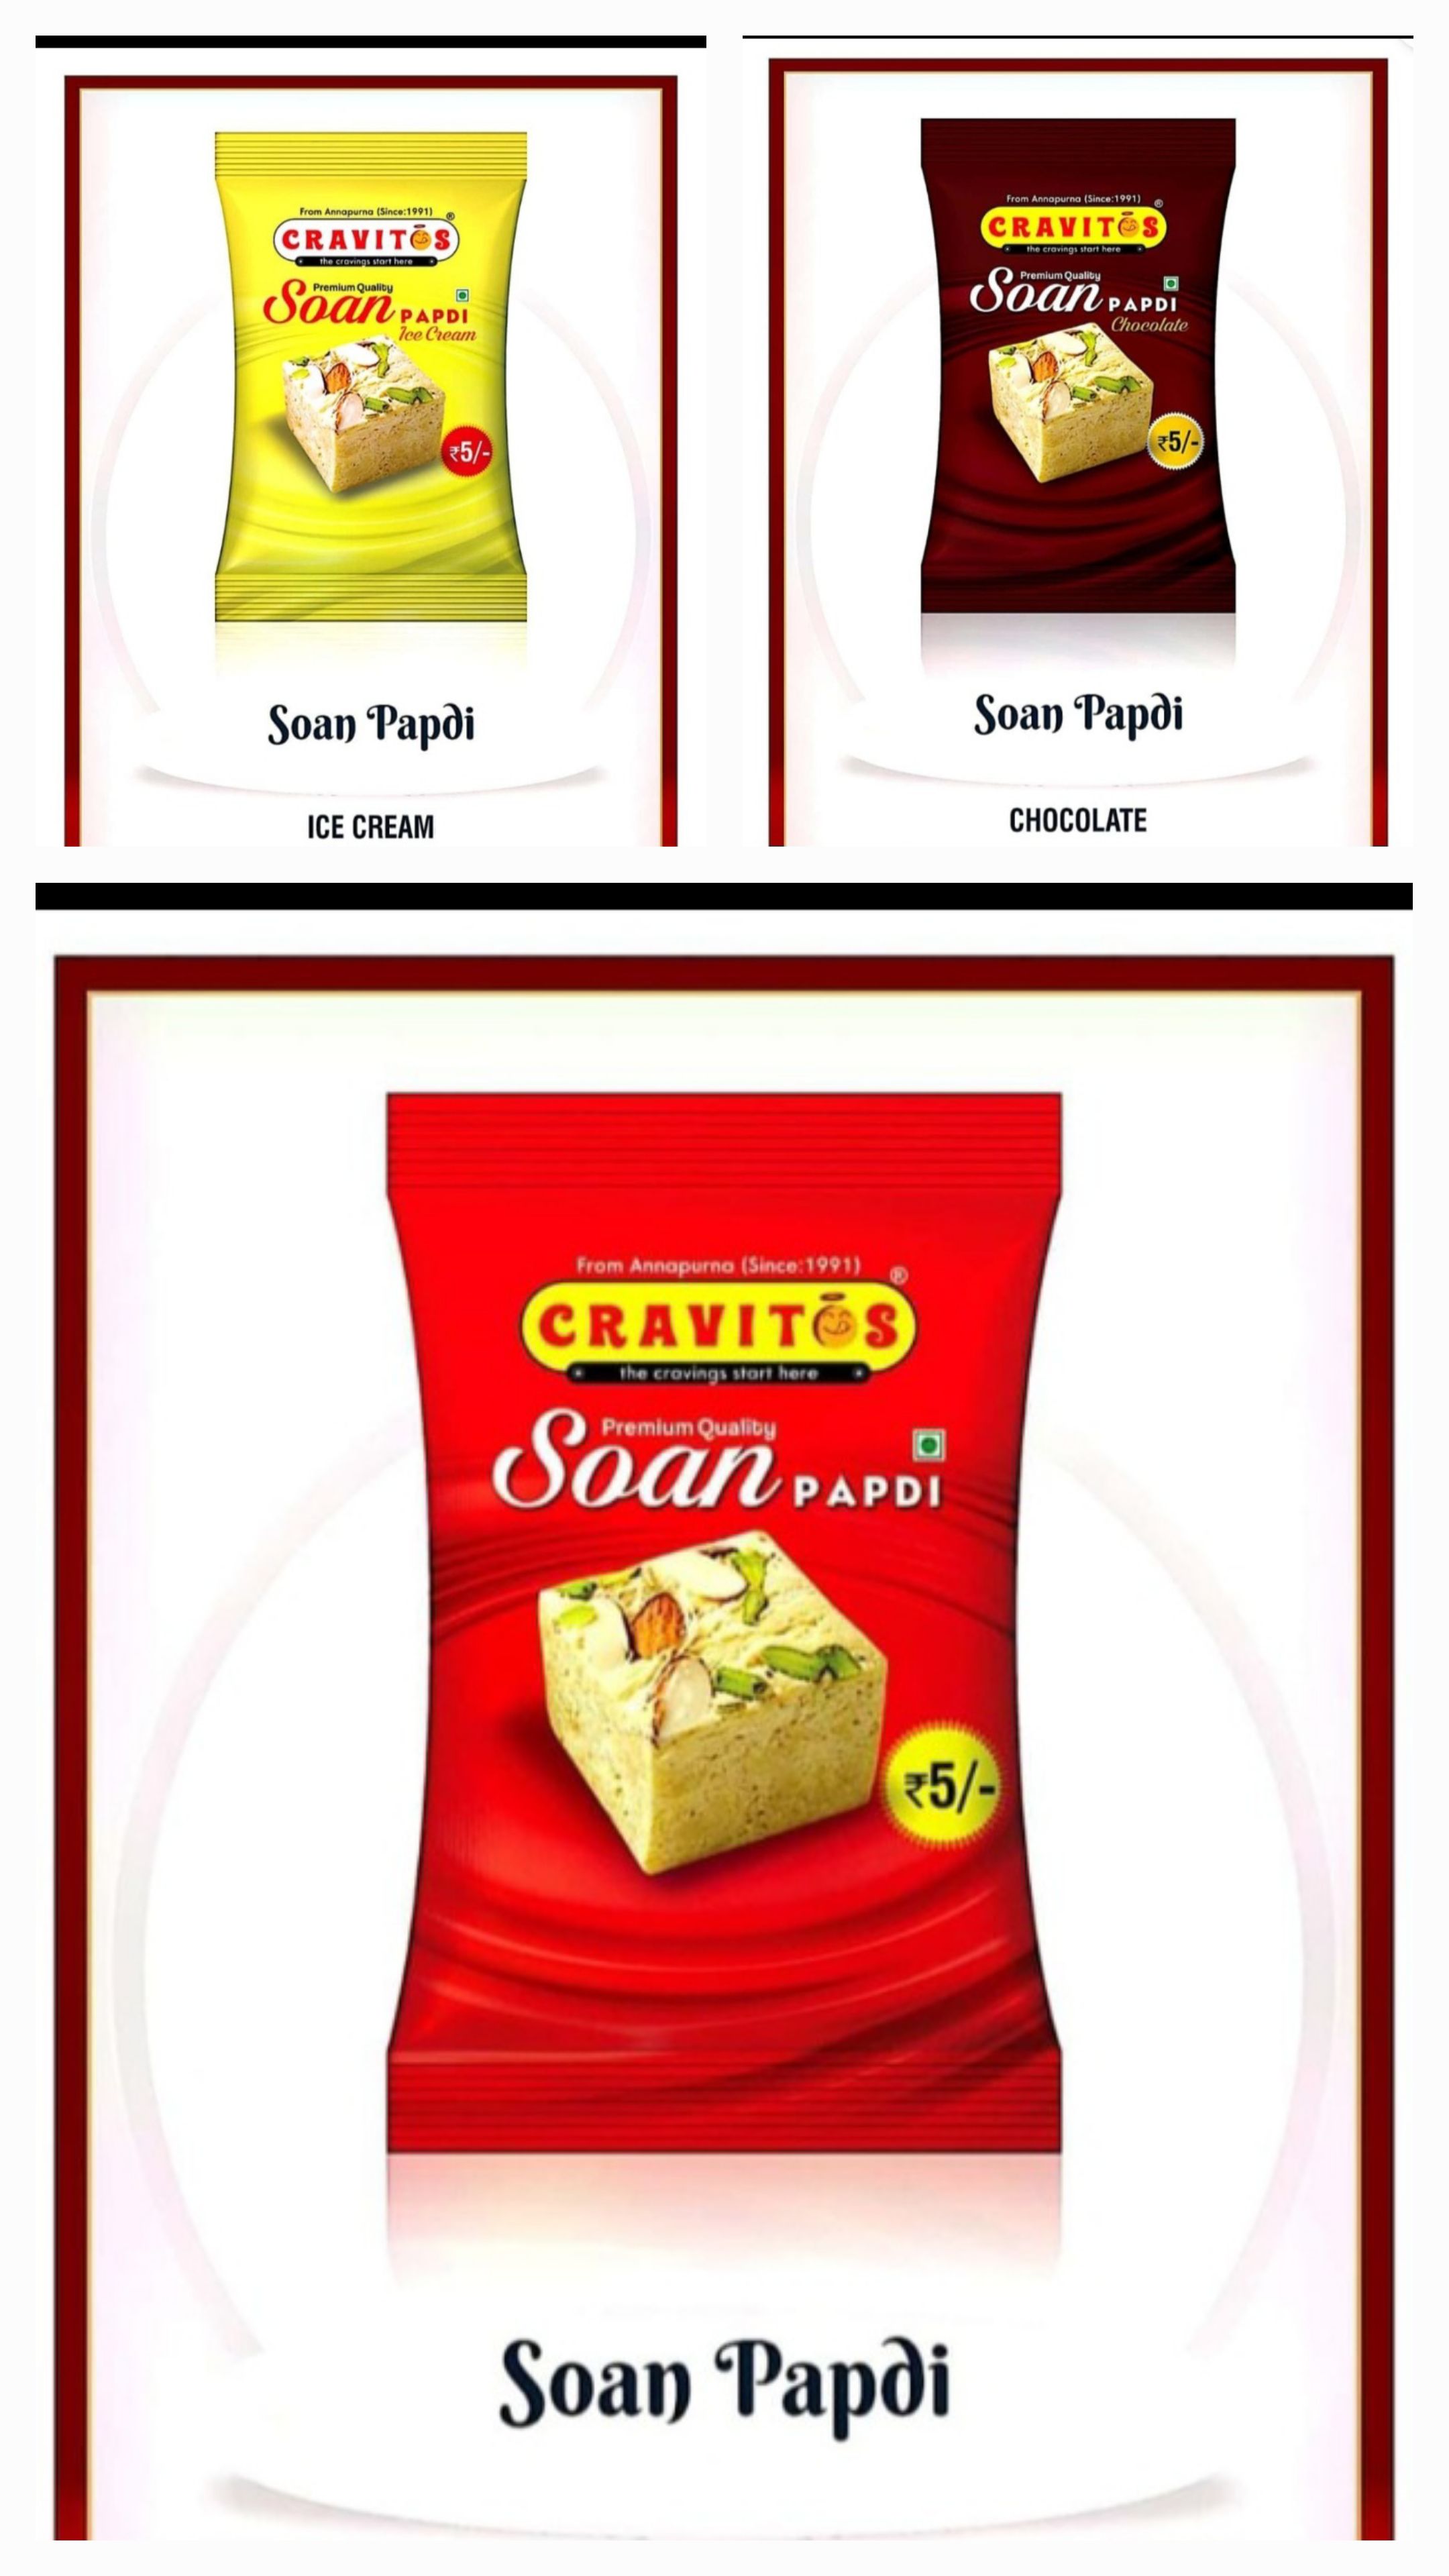 From Annapurna (Since:1991)
®
CRAVITOS
the cravings start here
Premium Quality
Soan PAPDI
Ice Cream
₹5/-
Soan Papdi
ICE CREAM
From Annapurna (Since:1991)
®
CRAVITOS
the cravings start here
Premium Quality
Soan PAPDI
Chocolate
₹5/-
Soan Papdi
CHOCOLATE
From Annapurna (Since:1991)
®
CRAVITOS
the cravings start here
Premium Quality
Soan PAPDI
₹5/-
Soan Papdi